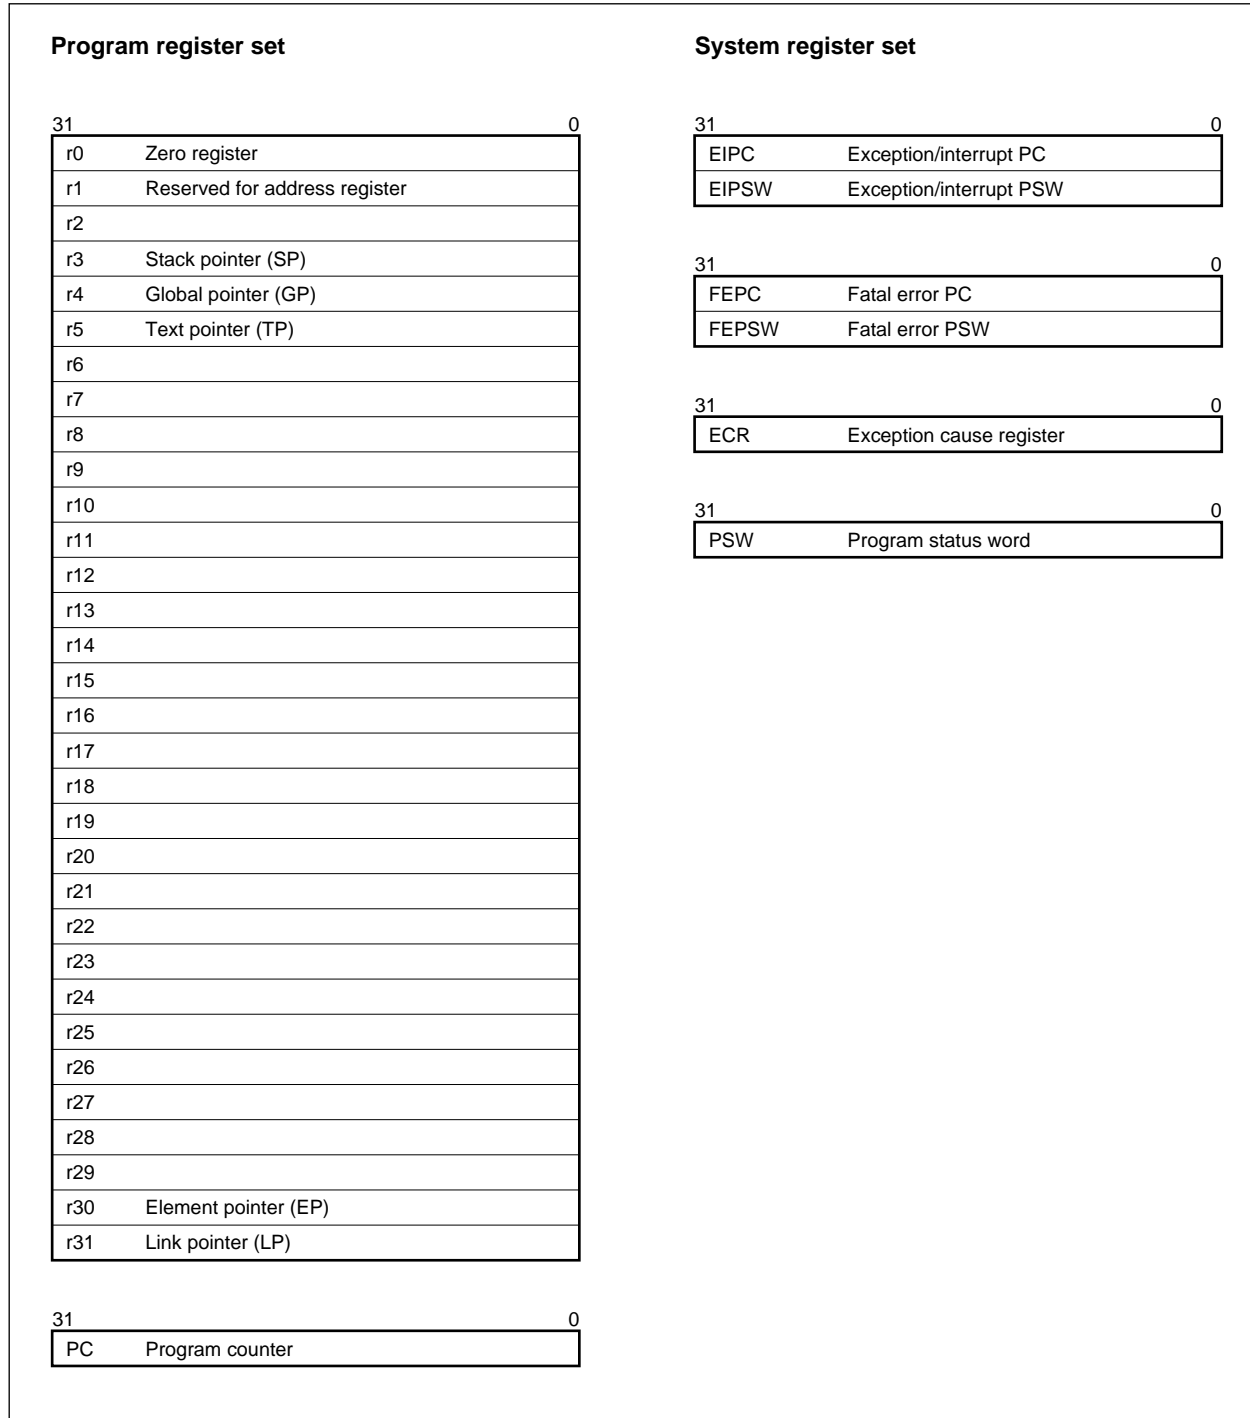 Program register set
31 0
r0 Zero register
r1 Reserved for address register
r2
r3 Stack pointer (SP)
r4 Global pointer (GP)
r5 Text pointer (TP)
r6
r7
r8
r9
r10
r11
r12
r13
r14
r15
r16
r17
r18
r19
r20
r21
r22
r23
r24
r25
r26
r27
r28
r29
r30 Element pointer (EP)
r31 Link pointer (LP)
31 0
PC Program counter
System register set
31 0
EIPC Exception/interrupt PC
EIPSW Exception/interrupt PSW
31 0
FEPC Fatal error PC
FEPSW Fatal error PSW
31 0
ECR Exception cause register
31 0
PSW Program status word